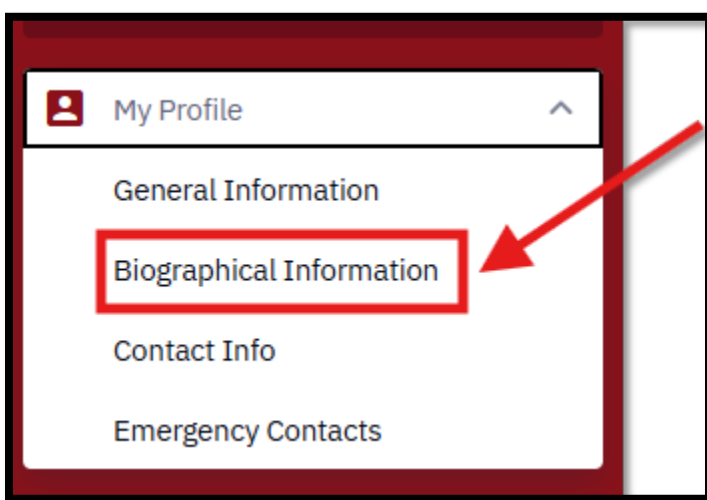 My Profile
General Information
Biographical Information
Contact Info
Emergency Contacts